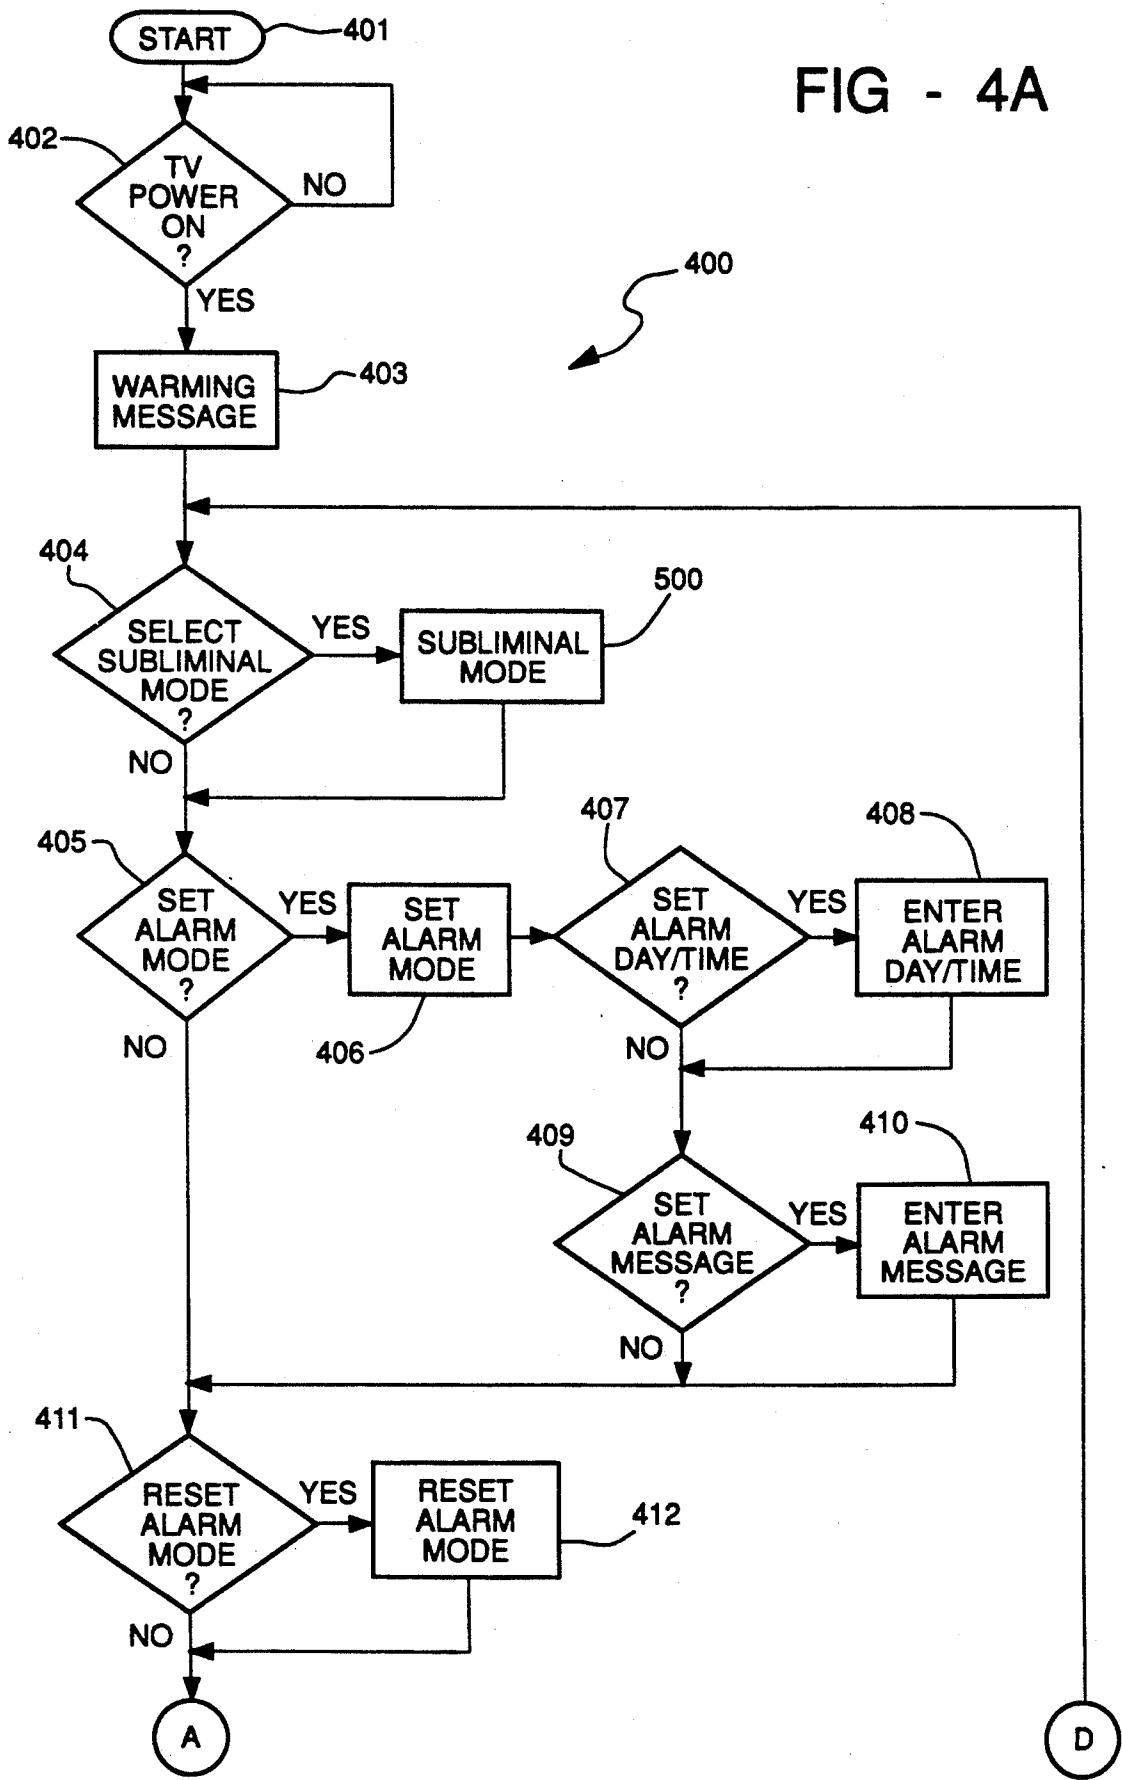 START
401
FIG - 4A
402
TV
POWER
ON
?
NO
YES
400
WARMING
MESSAGE
403
404
SELECT
SUBLIMINAL
MODE
?
YES
500
SUBLIMINAL
MODE
NO
405
SET
ALARM
MODE
?
YES
SET
ALARM
MODE
406
407
SET
ALARM
DAY/TIME
?
YES
408
ENTER
ALARM
DAY/TIME
NO
NO
409
SET
ALARM
MESSAGE
?
YES
410
ENTER
ALARM
MESSAGE
NO
411
RESET
ALARM
MODE
?
YES
RESET
ALARM
MODE
412
NO
A
D